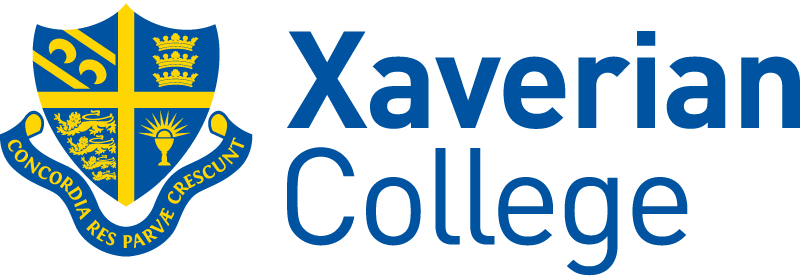 CONCORDIA RES PARVÆ CRESCUNT
Xaverian
College